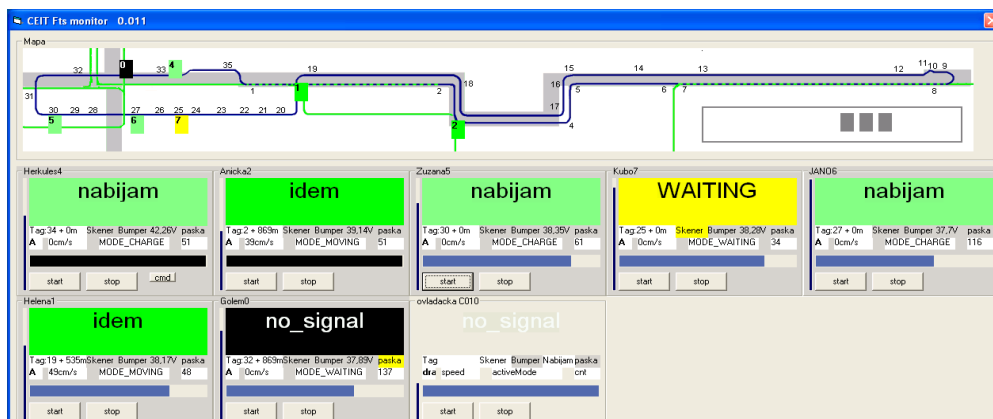 CEIT Fts monitor 0.011
Mapa
32 0 33 4 35 19 18 15 14 13 12 11 10 9
31 1 1 2 16 5 6 7 8
30 29 28 27 26 25 24 23 22 21 20 17
5 6 7 2 4
Herkules4 Anicka2 Zuzana5 Kubo7 JANO6
nabijam idem nabijam WAITING nabijam
Tag:34 + 0m Skener Bumper 42,26V paska Tag:2 + 869m Skener Bumper 39,14V paska Tag:30 + 0m Skener Bumper 38,35V paska Tag:25 + 0m Skener Bumper 38,28V paska Tag:27 + 0m Skener Bumper 37,7V paska
A 0cm/s MODE_CHARGE 51 A 39cm/s MODE_MOVING 51 A 0cm/s MODE_CHARGE 61 A 0cm/s MODE_WAITING 34 A 0cm/s MODE_CHARGE 116
start stop cmd start stop start stop start stop start stop
Helena1 Golem0 ovladacka C010
idem no_signal no_signal
Tag:19 + 535m Skener Bumper 38,17V paska Tag:32 + 869m Skener Bumper 37,89V paska Tag Skener Bumper Nabijam paska
A 49cm/s MODE_MOVING 48 A 0cm/s MODE_WAITING 137 dra speed activeMode cnt
start stop start stop start stop